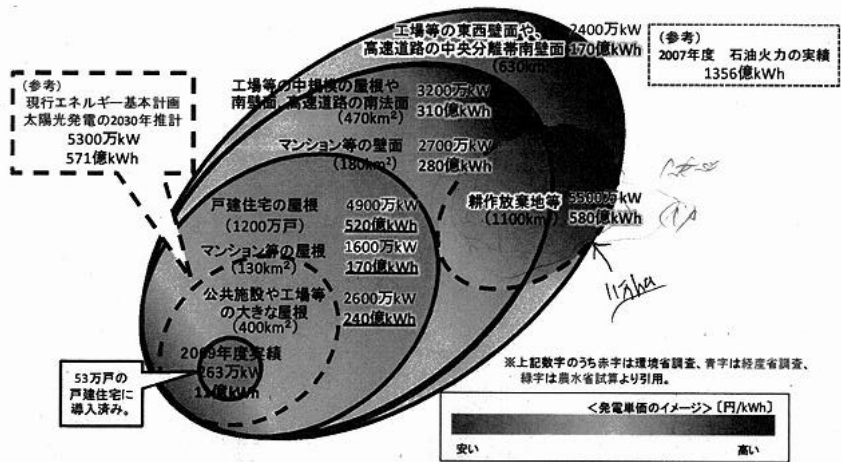 工場等の東西壁面や、
高速道路の中央分離帯南壁面
(630km²)
2400万kW
170億kWh
(参考)
2007年度 石油火力の実績
1356億kWh
(参考)
現行エネルギー基本計画
太陽光発電の2030年推計
5300万kW
571億kWh
工場等の中規模の屋根や
南壁面、高速道路の南法面
(470km²)
3200万kW
310億kWh
マンション等の壁面
(180km²)
2700万kW
280億kWh
戸建住宅の屋根
(1200万戸)
4900万kW
520億kWh
耕作放棄地等
(1100km²)
5500万kW
580億kWh
マンション等の屋根
(130km²)
1600万kW
170億kWh
公共施設や工場等
の大きな屋根
(400km²)
2600万kW
240億kWh
11万ha
2009年度実績
263万kW
11億kWh
53万戸の
戸建住宅に
導入済み。
※上記数字のうち赤字は環境省調査、青字は経産省調査、
緑字は農水省試算より引用。
<発電単価のイメージ> [円/kWh]
安い
高い